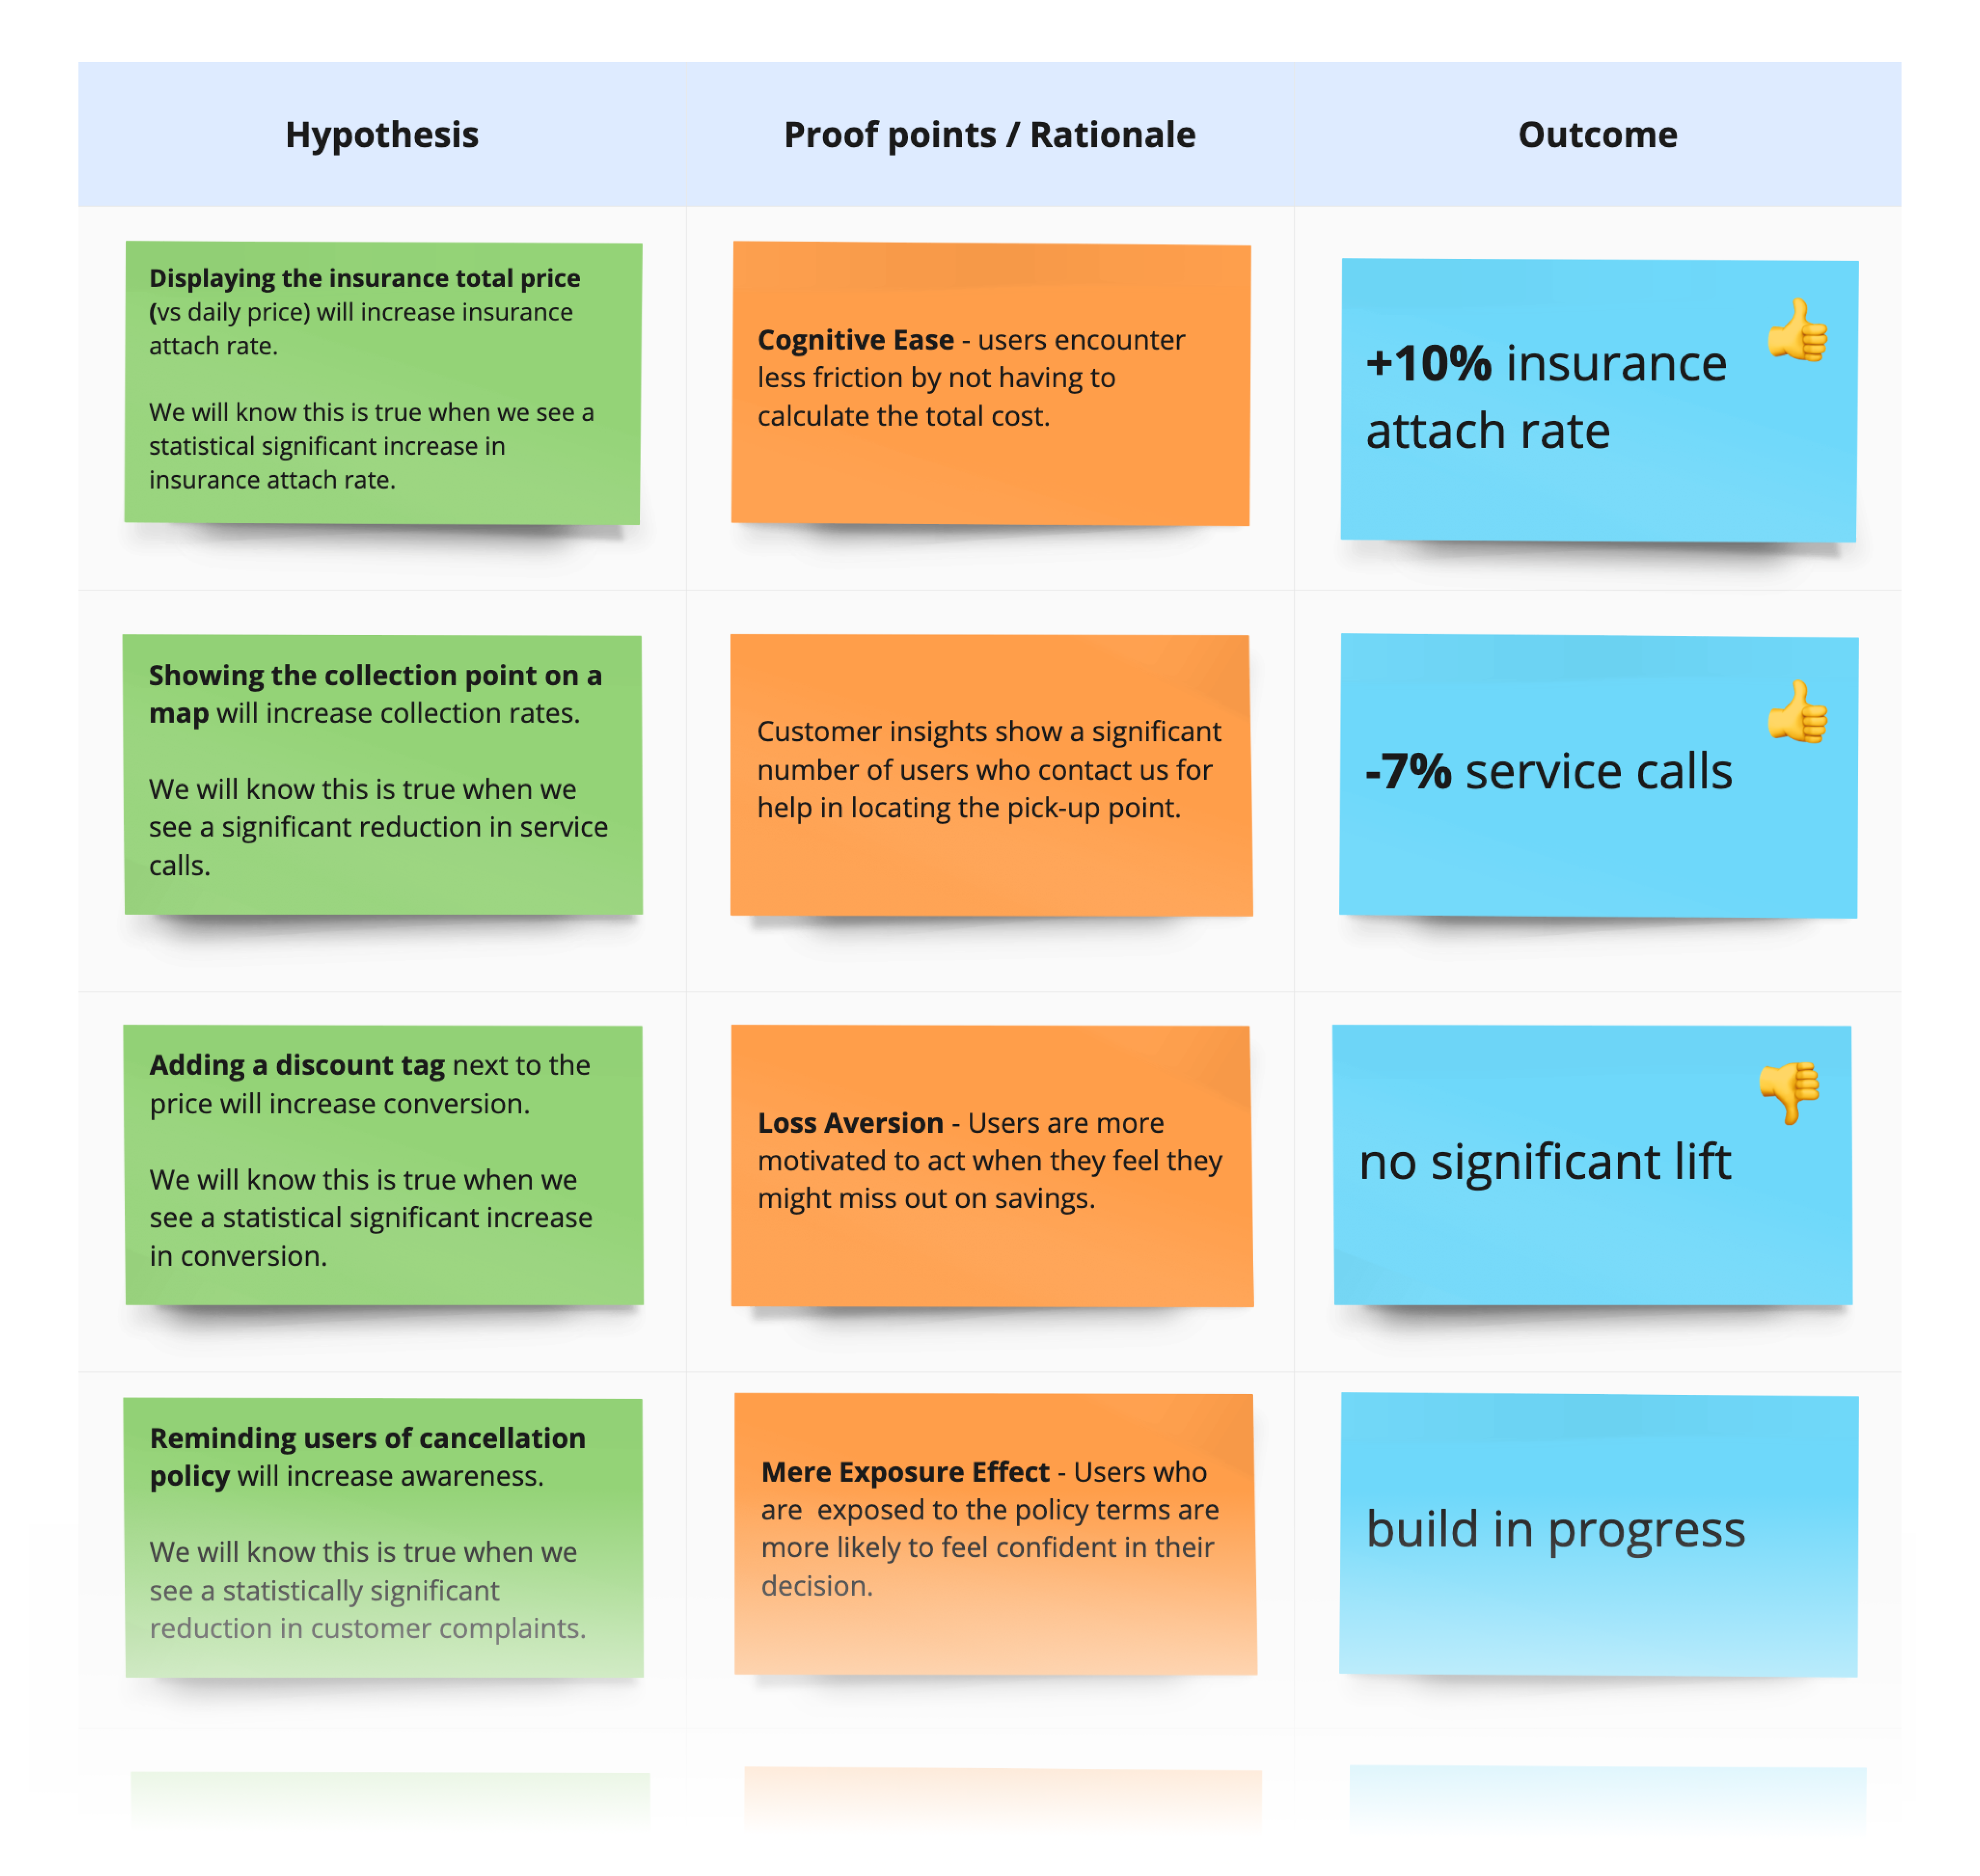 Hypothesis
Proof points / Rationale
Outcome
Displaying the insurance total price
(vs daily price) will increase insurance
attach rate.
We will know this is true when we see a
statistical significant increase in
insurance attach rate.
Cognitive Ease - users encounter
less friction by not having to
calculate the total cost.
+10% insurance
attach rate
Showing the collection point on a
map will increase collection rates.
We will know this is true when we
see a significant reduction in service
calls.
Customer insights show a significant
number of users who contact us for
help in locating the pick-up point.
-7% service calls
Adding a discount tag next to the
price will increase conversion.
We will know this is true when we
see a statistical significant increase
in conversion.
Loss Aversion - Users are more
motivated to act when they feel they
might miss out on savings.
no significant lift
Reminding users of cancellation
policy will increase awareness.
We will know this is true when we
see a statistically significant
reduction in customer complaints.
Mere Exposure Effect - Users who
are  exposed to the policy terms are
more likely to feel confident in their
decision.
build in progress